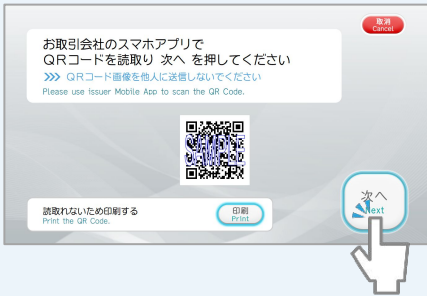 取消
Cancel
お取引会社のスマホアプリで
QRコードを読取り 次へ を押してください
>>> QRコード画像を他人に送信しないでください
Please use issuer Mobile App to scan the QR Code.
SAMPLE
読取れないため印刷する
Print the QR Code.
印刷
Print
次へ
Next